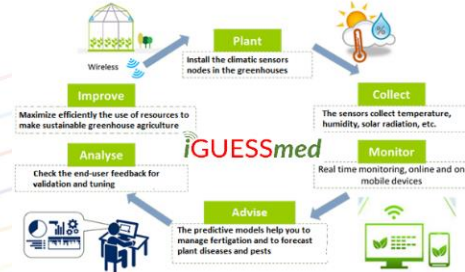 Plant
Install the climatic sensors
nodes in the greenhouses
Wireless
Collect
The sensors collect temperature,
humidity, solar radiation, etc.
Monitor
Real time monitoring, online and on
mobile devices
Advise
The predictive models help you to
manage fertigation and to forecast
plant diseases and pests
Analyse
Check the end-user feedback for
validation and tuning
Improve
Maximize efficiently the use of resources to
make sustainable greenhouse agriculture
iGUESSmed
%